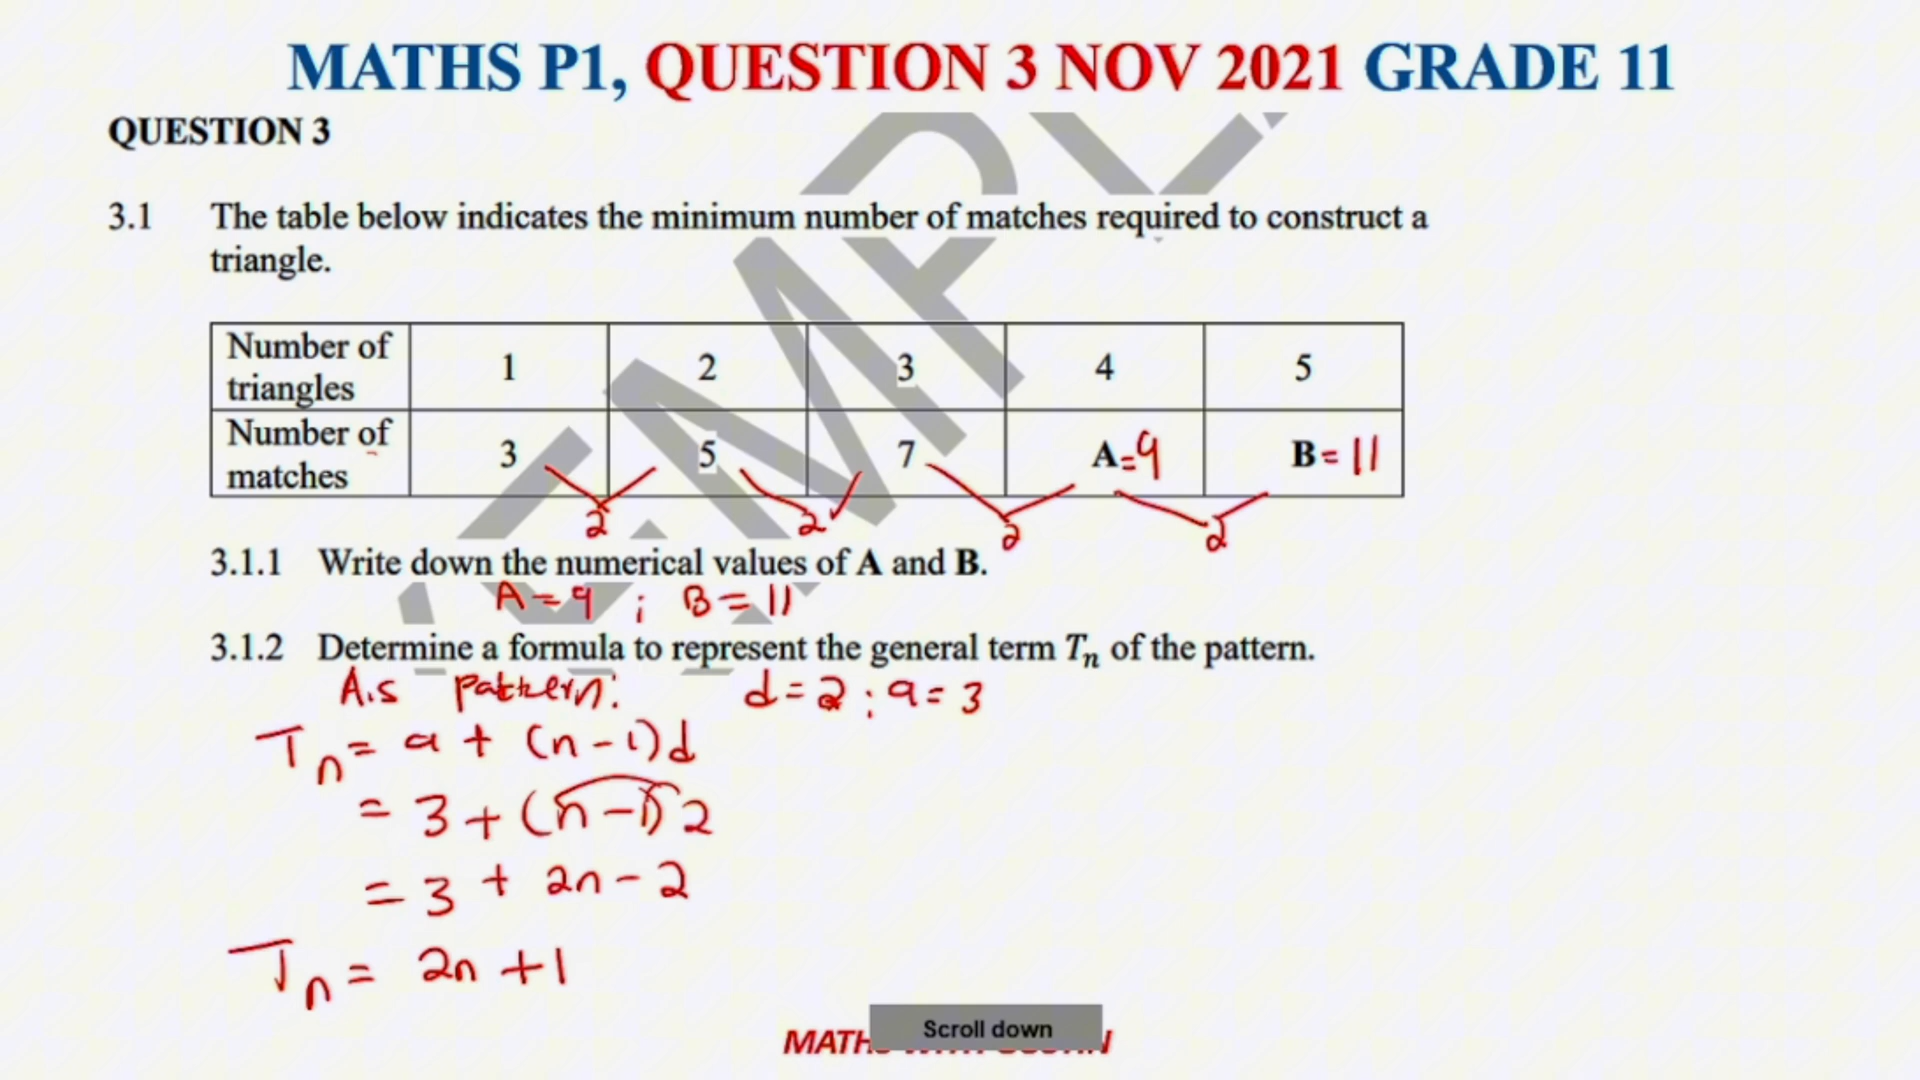 MATHS P1, QUESTION 3 NOV 2021 GRADE 11
QUESTION 3
3.1 The table below indicates the minimum number of matches required to construct a
triangle.
Number of triangles 1 2 3 4 5
Number of matches 3 5 7 A=9 B=11
2 2 2 2
3.1.1 Write down the numerical values of A and B.
A=9 ; B=11
3.1.2 Determine a formula to represent the general term Tn of the pattern.
A.s pattern: d=2 ; a=3
Tn = a + (n-1)d
= 3 + (n-1)2
= 3 + 2n - 2
Tn = 2n + 1
Scroll down